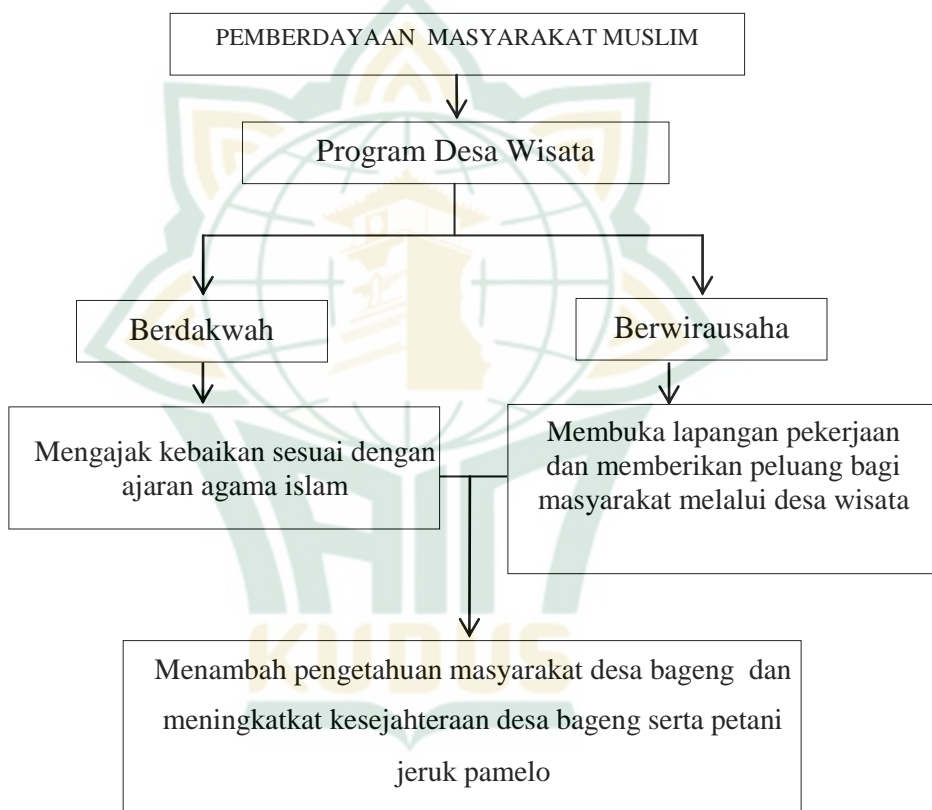 PEMBERDAYAAN MASYARAKAT MUSLIM
Program Desa Wisata
Berdakwah
Berwirausaha
Mengajak kebaikan sesuai dengan
ajaran agama islam
Membuka lapangan pekerjaan
dan memberikan peluang bagi
masyarakat melalui desa wisata
Menambah pengetahuan masyarakat desa bageng dan
meningkatkat kesejahteraan desa bageng serta petani
jeruk pamelo
KUDUS